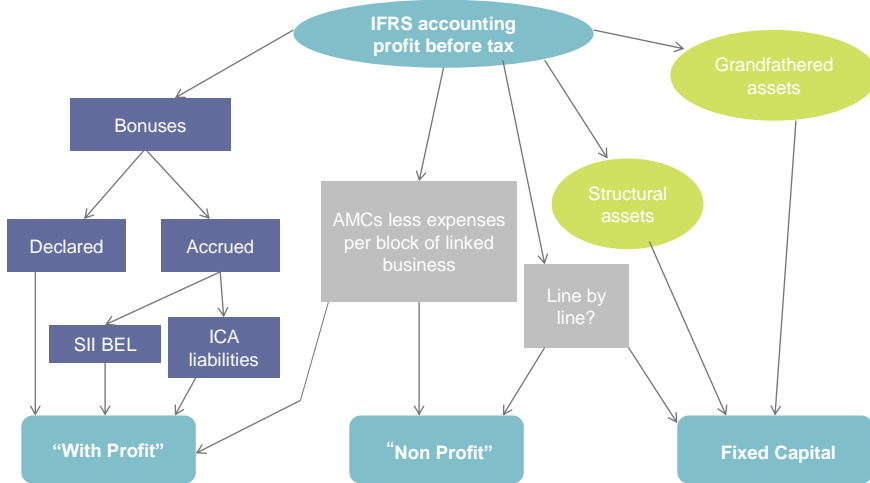 IFRS accounting
profit before tax
Grandfathered
assets
Bonuses
Structural
assets
AMCs less expenses
per block of linked
business
Declared
Accrued
Line by
line?
SII BEL
ICA
liabilities
“With Profit”
“Non Profit”
Fixed Capital